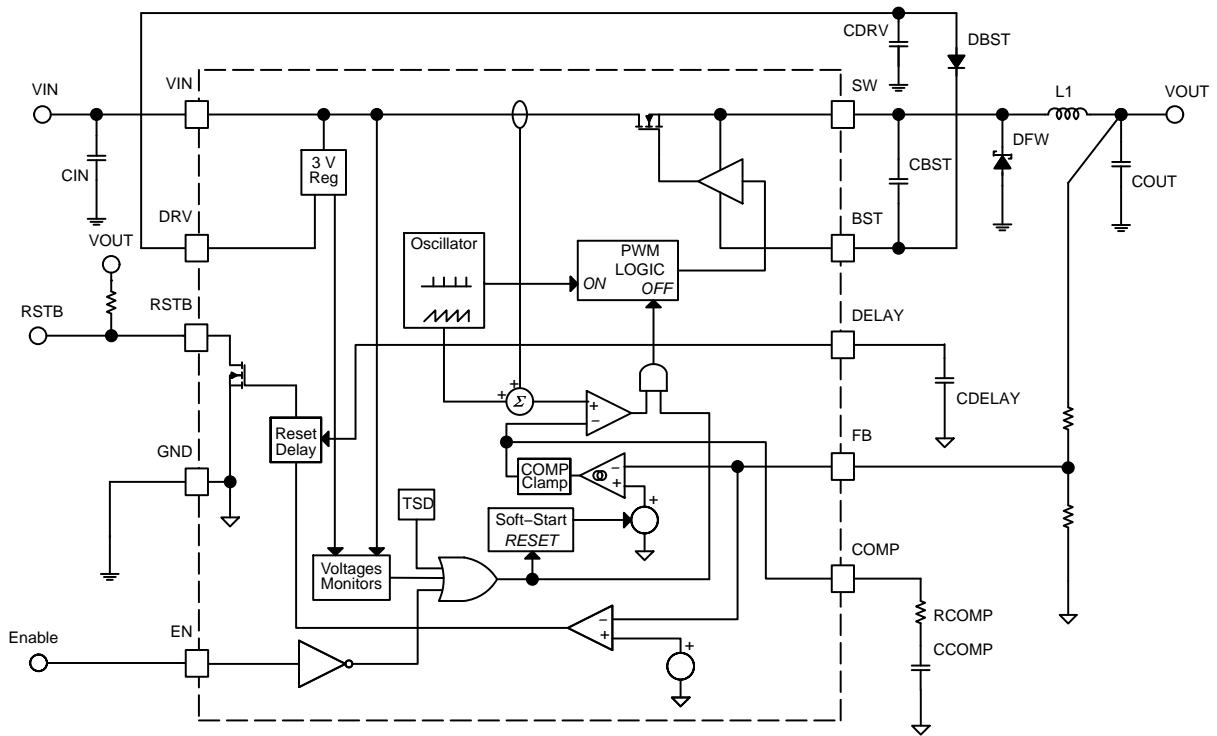 CDRV
DBST
VIN
VIN
SW
L1
VOUT
CIN
3 V
Reg
DFW
CBST
COUT
DRV
BST
VOUT
Oscillator
PWM
LOGIC
ON
OFF
RSTB
RSTB
DELAY
+
+
Σ
+
−
CDELAY
Reset
Delay
FB
GND
COMP
Clamp
−
+
+
TSD
Soft−Start
RESET
COMP
Voltages
Monitors
RCOMP
CCOMP
Enable
EN
−
+
+